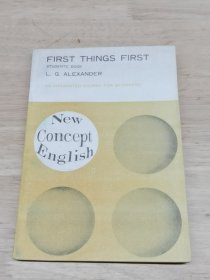 FIRST THINGS FIRST
STUDENTS' BOOK
L. G. ALEXANDER
AN INTEGRATED COURSE FOR BEGINNERS
New
Concept
English